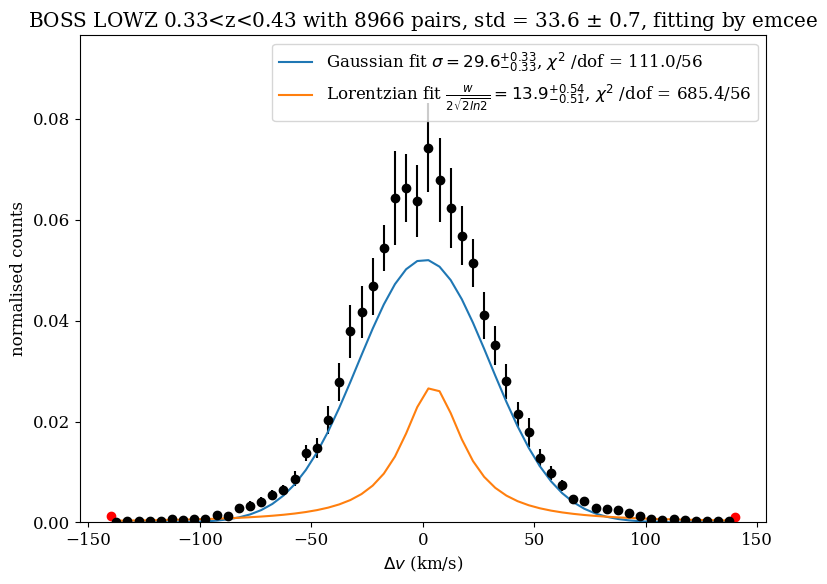 BOSS LOWZ 0.33<z<0.43 with 8966 pairs, std = 33.6 ± 0.7, fitting by emcee
Gaussian fit σ = 29.6^{+0.33}_{-0.33}, χ² /dof = 111.0/56
Lorentzian fit \frac{w}{2\sqrt{2ln2}} = 13.9^{+0.54}_{-0.51}, χ² /dof = 685.4/56
normalised counts
0.08
0.06
0.04
0.02
0.00
−150 −100 −50 0 50 100 150
Δv (km/s)